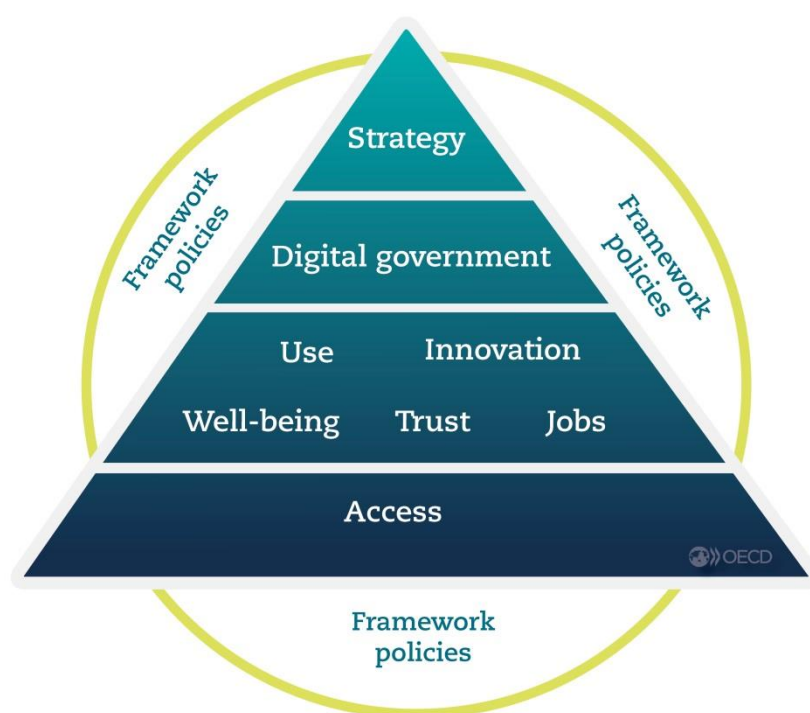 Strategy
Framework
policies
Framework
policies
Digital government
Use Innovation
Well-being Trust Jobs
Access
OECD
Framework
policies